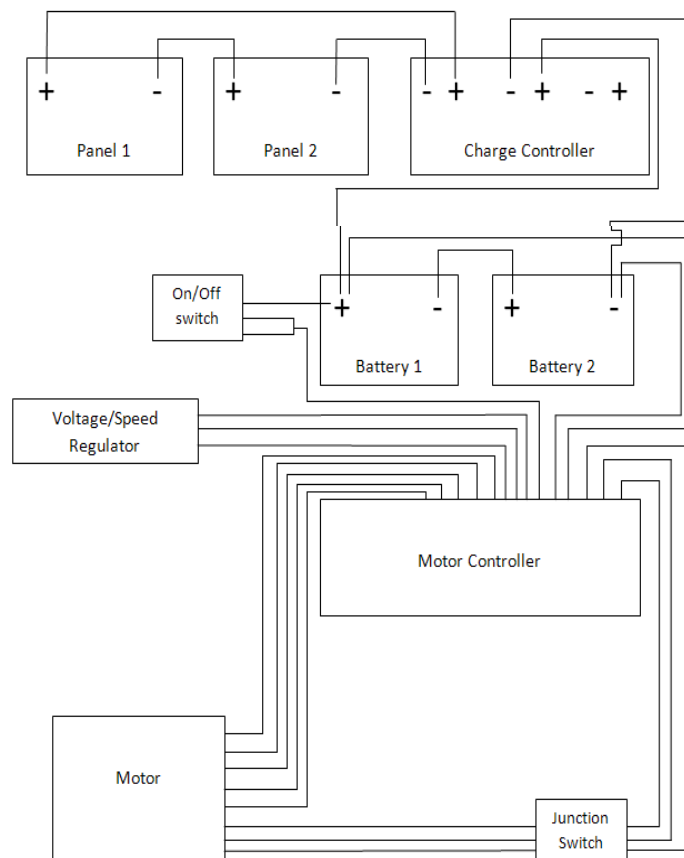 + - + - - + - + - +
Panel 1 Panel 2 Charge Controller
On/Off
switch
+ - + -
Battery 1 Battery 2
Voltage/Speed
Regulator
Motor Controller
Motor
Junction
Switch